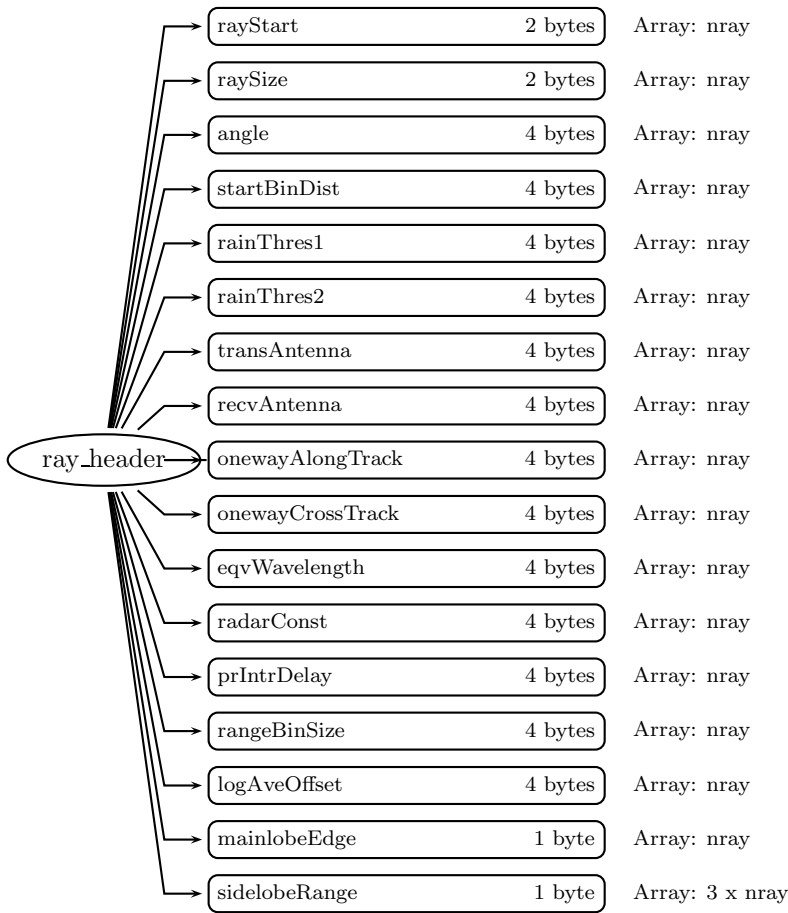 rayStart 2 bytes Array: nray
raySize 2 bytes Array: nray
angle 4 bytes Array: nray
startBinDist 4 bytes Array: nray
rainThres1 4 bytes Array: nray
rainThres2 4 bytes Array: nray
transAntenna 4 bytes Array: nray
recvAntenna 4 bytes Array: nray
ray_header onewayAlongTrack 4 bytes Array: nray
onewayCrossTrack 4 bytes Array: nray
eqvWavelength 4 bytes Array: nray
radarConst 4 bytes Array: nray
prIntrDelay 4 bytes Array: nray
rangeBinSize 4 bytes Array: nray
logAveOffset 4 bytes Array: nray
mainlobeEdge 1 byte Array: nray
sidelobeRange 1 byte Array: 3 x nray